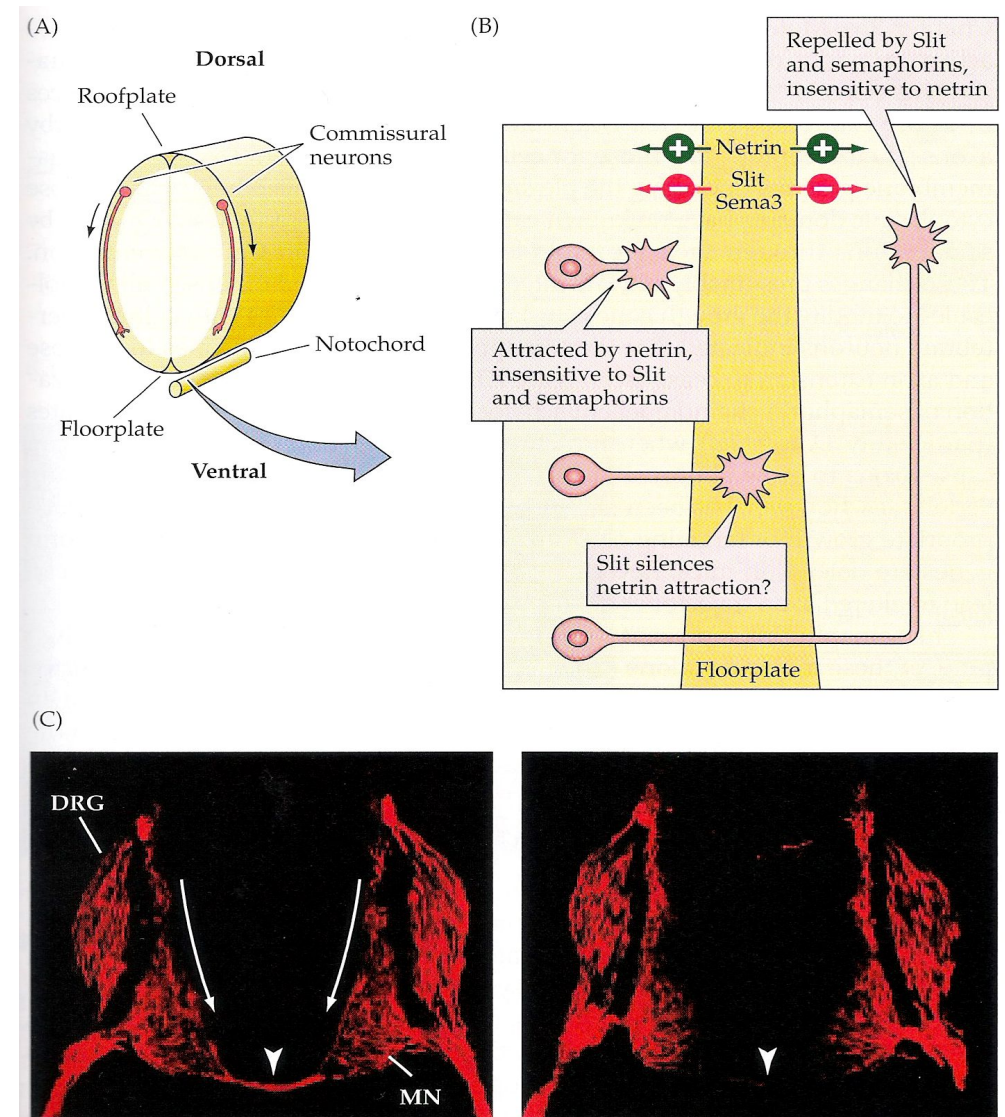 (A)
Dorsal
Roofplate
Commissural
neurons
Notochord
Floorplate
Ventral
(B)
Repelled by Slit
and semaphorins,
insensitive to netrin
+ Netrin +
− Slit −
Sema3
Attracted by netrin,
insensitive to Slit
and semaphorins
Slit silences
netrin attraction?
Floorplate
(C)
DRG
MN